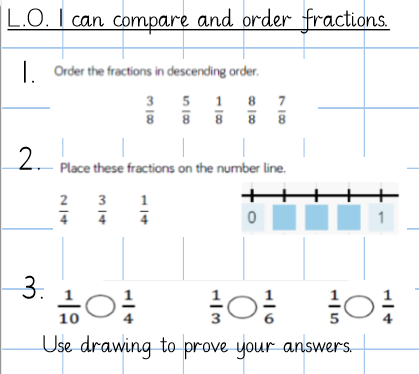 L.O. I can compare and order fractions.
1. Order the fractions in descending order.
3/8 5/8 1/8 8/8 7/8
2. Place these fractions on the number line.
2/4 3/4 1/4
0 1
3. 1/10 1/4 1/3 1/6 1/5 1/4
Use drawing to prove your answers.